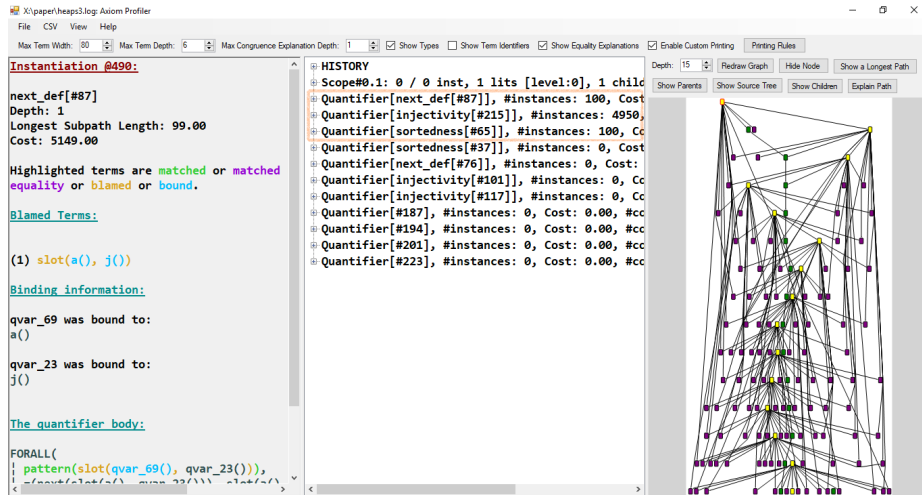 X:\paper\heaps3.log: Axiom Profiler
File CSV View Help
Max Term Width: 80 Max Term Depth: 6 Max Congruence Explanation Depth: 1 Show Types Show Term Identifiers Show Equality Explanations Enable Custom Printing Printing Rules
Instantiation @490:
next_def[#87]
Depth: 1
Longest Subpath Length: 99.00
Cost: 5149.00
Highlighted terms are matched or matched
equality or blamed or bound.
Blamed Terms:
(1) slot(a(), j())
Binding information:
qvar_69 was bound to:
a()
qvar_23 was bound to:
j()
The quantifier body:
FORALL(
pattern(slot(qvar_69(), qvar_23())),
HISTORY
Scope#0.1: 0 / 0 inst, 1 lits [level:0], 1 child
Quantifier[next_def[#87]], #instances: 100, Cost
Quantifier[injectivity[#215]], #instances: 4950,
Quantifier[sortedness[#65]], #instances: 100, Co
Quantifier[sortedness[#37]], #instances: 0, Cost
Quantifier[next_def[#76]], #instances: 0, Cost:
Quantifier[injectivity[#101]], #instances: 0, Co
Quantifier[injectivity[#117]], #instances: 0, Co
Quantifier[#187], #instances: 0, Cost: 0.00, #co
Quantifier[#194], #instances: 0, Cost: 0.00, #co
Quantifier[#201], #instances: 0, Cost: 0.00, #co
Quantifier[#223], #instances: 0, Cost: 0.00, #co
Depth: 15 Redraw Graph Hide Node Show a Longest Path
Show Parents Show Source Tree Show Children Explain Path